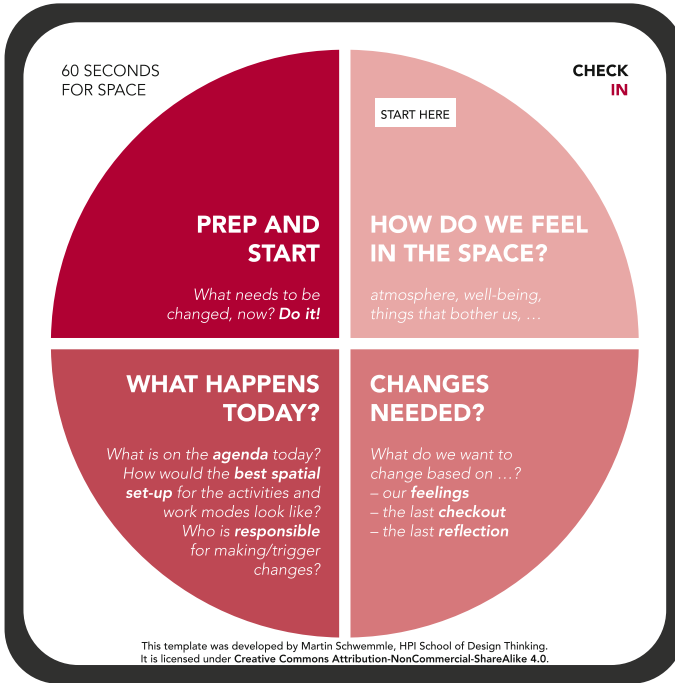 60 SECONDS
FOR SPACE
CHECK
IN
START HERE
HOW DO WE FEEL
IN THE SPACE?
atmosphere, well-being,
things that bother us, …
CHANGES
NEEDED?
What do we want to
change based on …?
– our feelings
– the last checkout
– the last reflection
WHAT HAPPENS
TODAY?
What is on the agenda today?
How would the best spatial
set-up for the activities and
work modes look like?
Who is responsible
for making/trigger
changes?
PREP AND
START
What needs to be
changed, now? Do it!
This template was developed by Martin Schwemmle, HPI School of Design Thinking.
It is licensed under Creative Commons Attribution-NonCommercial-ShareAlike 4.0.